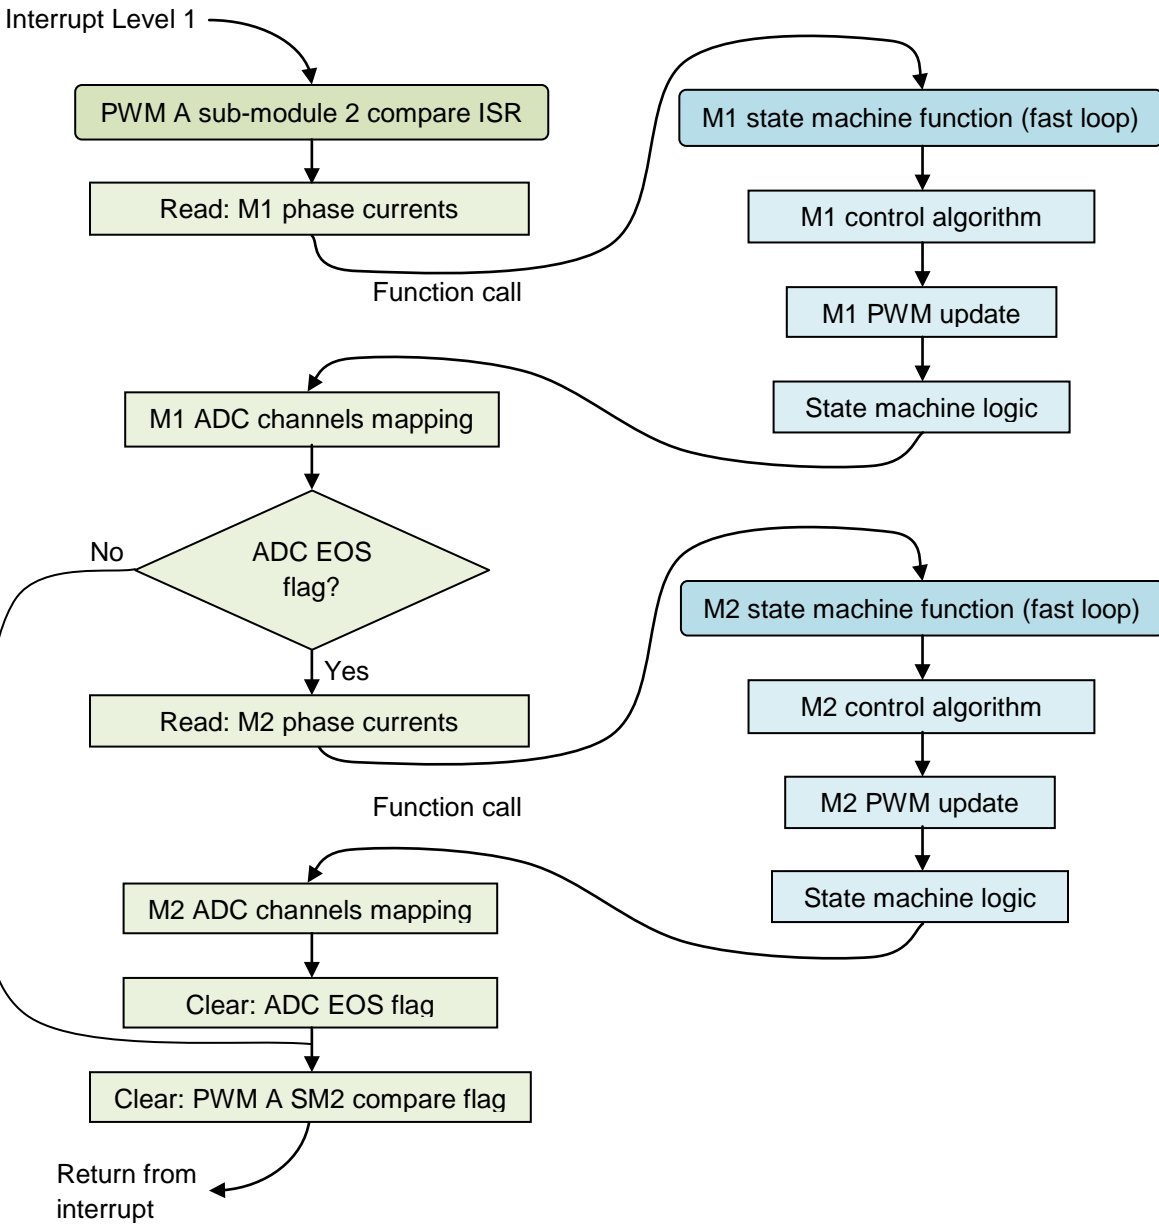 Interrupt Level 1
PWM A sub-module 2 compare ISR
Read: M1 phase currents
Function call
M1 state machine function (fast loop)
M1 control algorithm
M1 PWM update
State machine logic
M1 ADC channels mapping
ADC EOS
flag?
No
Yes
Read: M2 phase currents
Function call
M2 state machine function (fast loop)
M2 control algorithm
M2 PWM update
State machine logic
M2 ADC channels mapping
Clear: ADC EOS flag
Clear: PWM A SM2 compare flag
Return from
interrupt